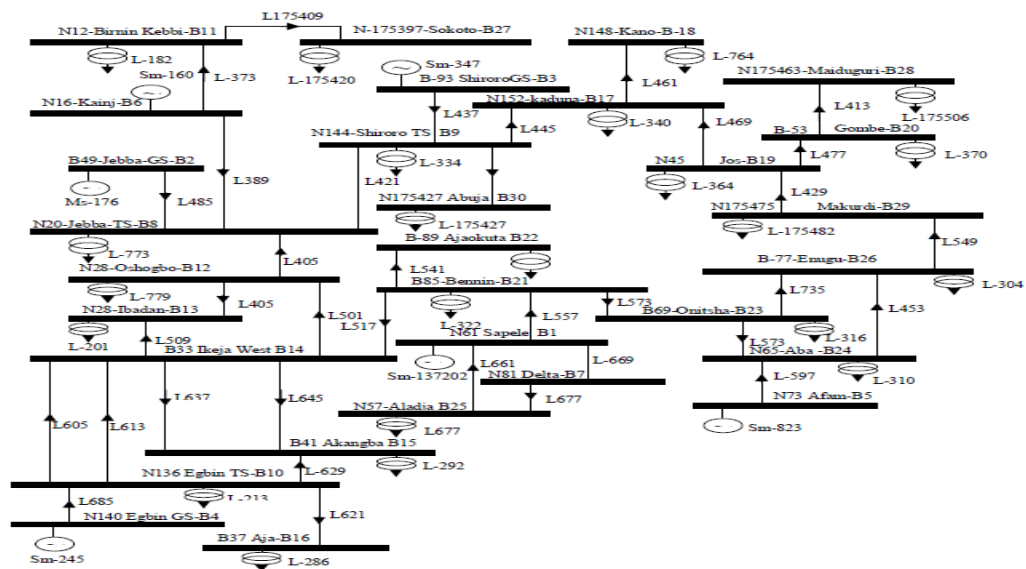 L175409
N12-Birnin Kebbi-B11
N-175397-Sokoto-B27
N148-Kano-B-18
L-182
L-175420
Sm-347
L-764
Sm-160
L-373
B-93 ShiroroGS-B3
N175463-Maiduguri-B28
L461
N16-Kainj-B6
L437
N152-kaduna-B17
L413
L-175506
N144-Shiroro TS B9
L445
L-340
L469
B-53
Gombe-B20
B49-Jebba-GS-B2
L-334
N45
Jos-B19
L477
L-370
L389
L421
L-364
Ms-176
L485
N175427 Abuja B30
L429
N175475
Makurdi-B29
N20-Jebba-TS-B8
L-175427
L-175482
B-89 Ajaokuta B22
L549
L-773
L405
N28-Oshogbo-B12
L541
B-77-Enugu-B26
B85-Bennin-B21
L-779
L405
L501
L573
L735
L453
L-304
N28-Ibadan-B13
L517
L-322
L557
B69-Onitsha-B23
L-201
L509
N61 Sapele B1
L573
L-316
B33 Ikeja West B14
N65-Aba -B24
L661
L-669
Sm-137202
N81 Delta-B7
L-597
L-310
L637
L645
L677
N73 Afam-B5
L605
L613
N57-Aladia B25
L677
Sm-823
B41 Akangba B15
L-629
L-292
N136 Egbin TS-B10
L-213
L685
N140 Egbin GS-B4
L621
B37 Aja-B16
Sm-245
L-286